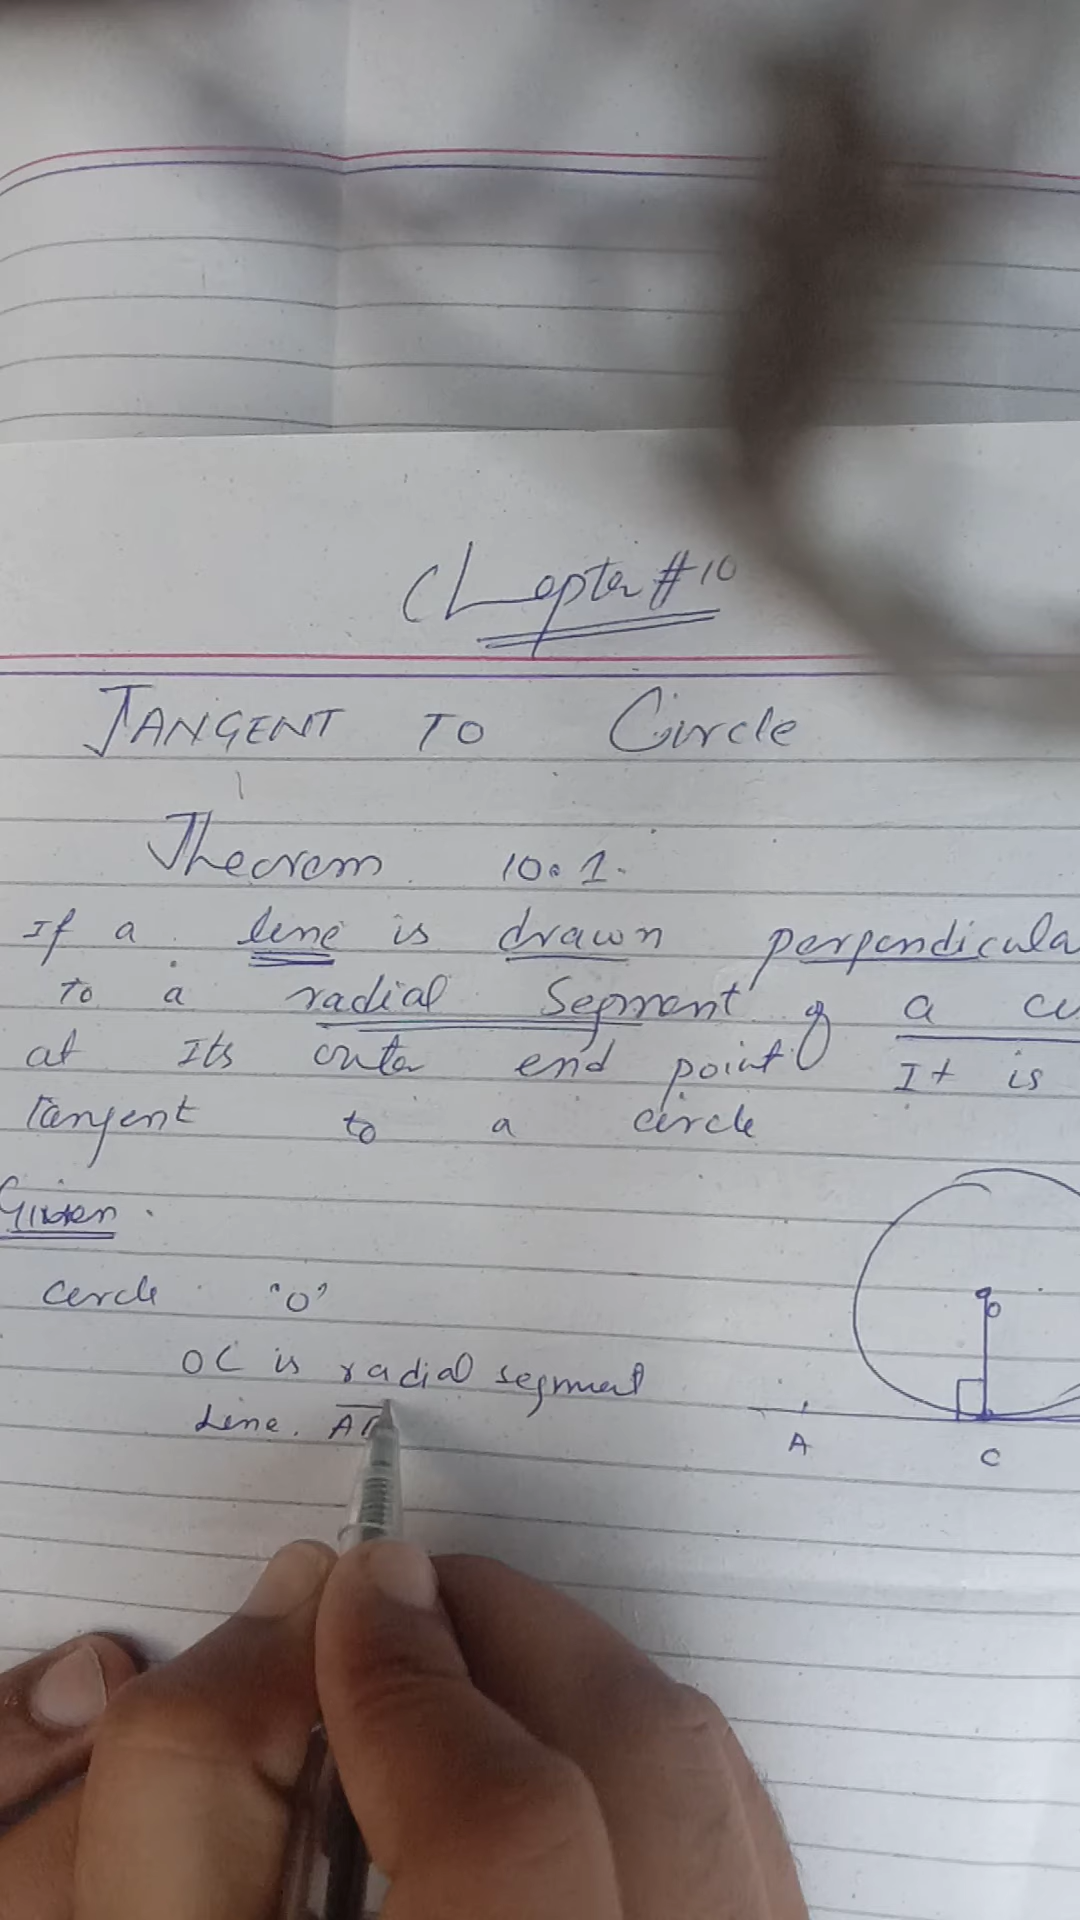 Chapter #10
TANGENT TO Circle
Theorem 10.1.
If a line is drawn perpendicula
To a radial Segment of a
at Its outer end point It is
Tangent to a circle
Given.
Cercle "O"
OC is radial segment
Line. A
O
A
C